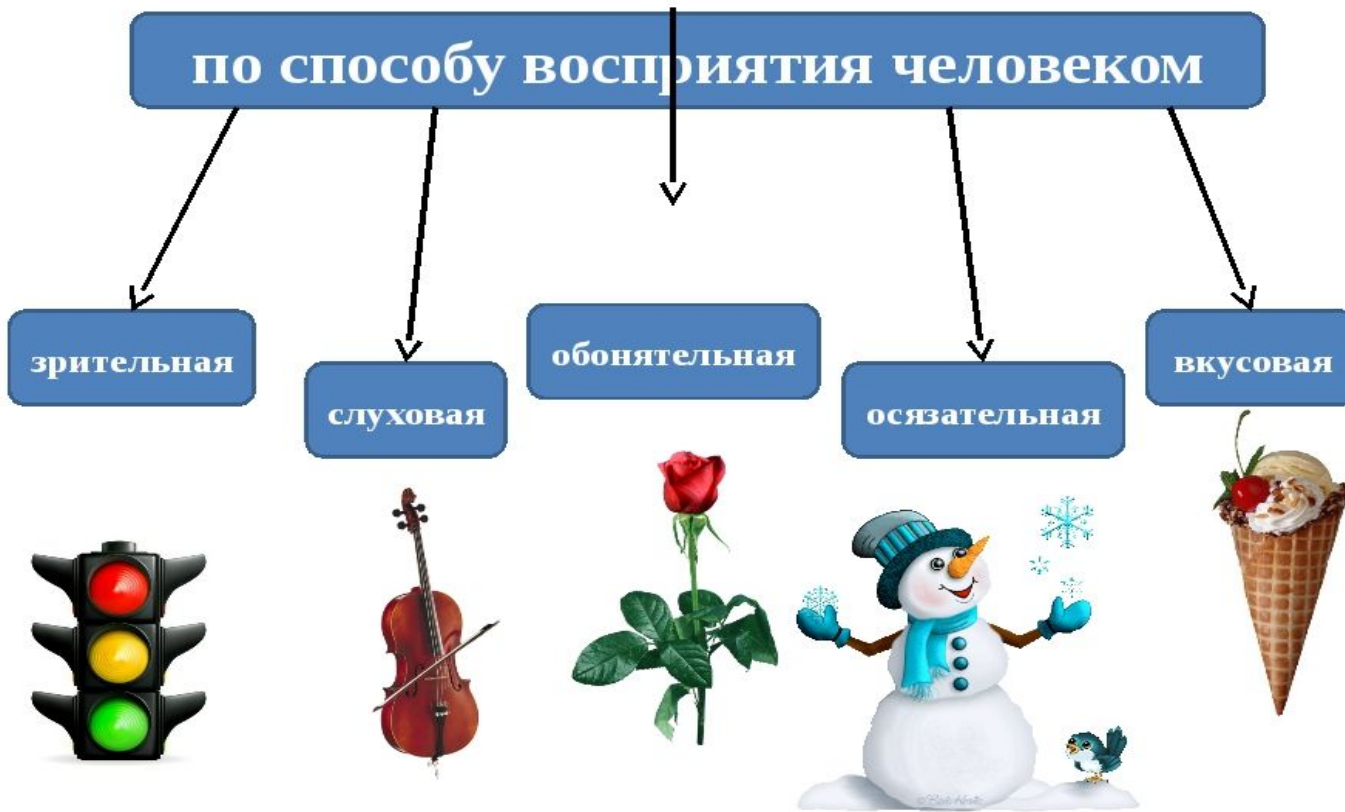 по способу восприятия человеком
зрительная
слуховая
обонятельная
осязательная
вкусовая